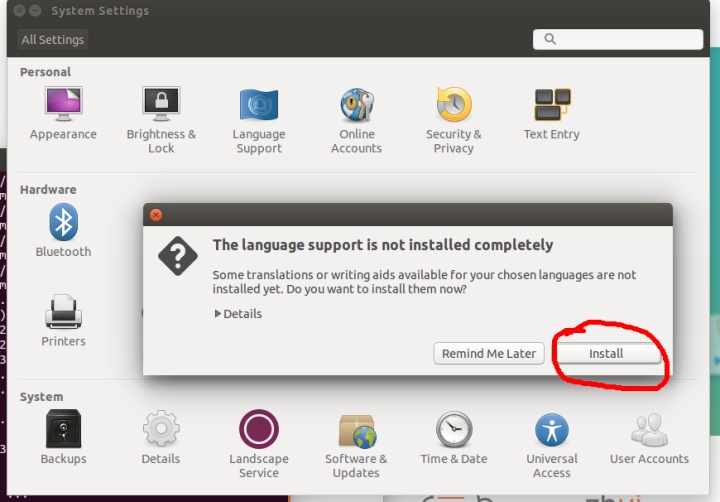 System Settings
All Settings
Personal
Appearance
Brightness &
Lock
Language
Support
Online
Accounts
Security &
Privacy
Text Entry
Hardware
Bluetooth
Printers
The language support is not installed completely
Some translations or writing aids available for your chosen languages are not
installed yet. Do you want to install them now?
Details
Remind Me Later
Install
System
Backups
Details
Landscape
Service
Software &
Updates
Time & Date
Universal
Access
User Accounts